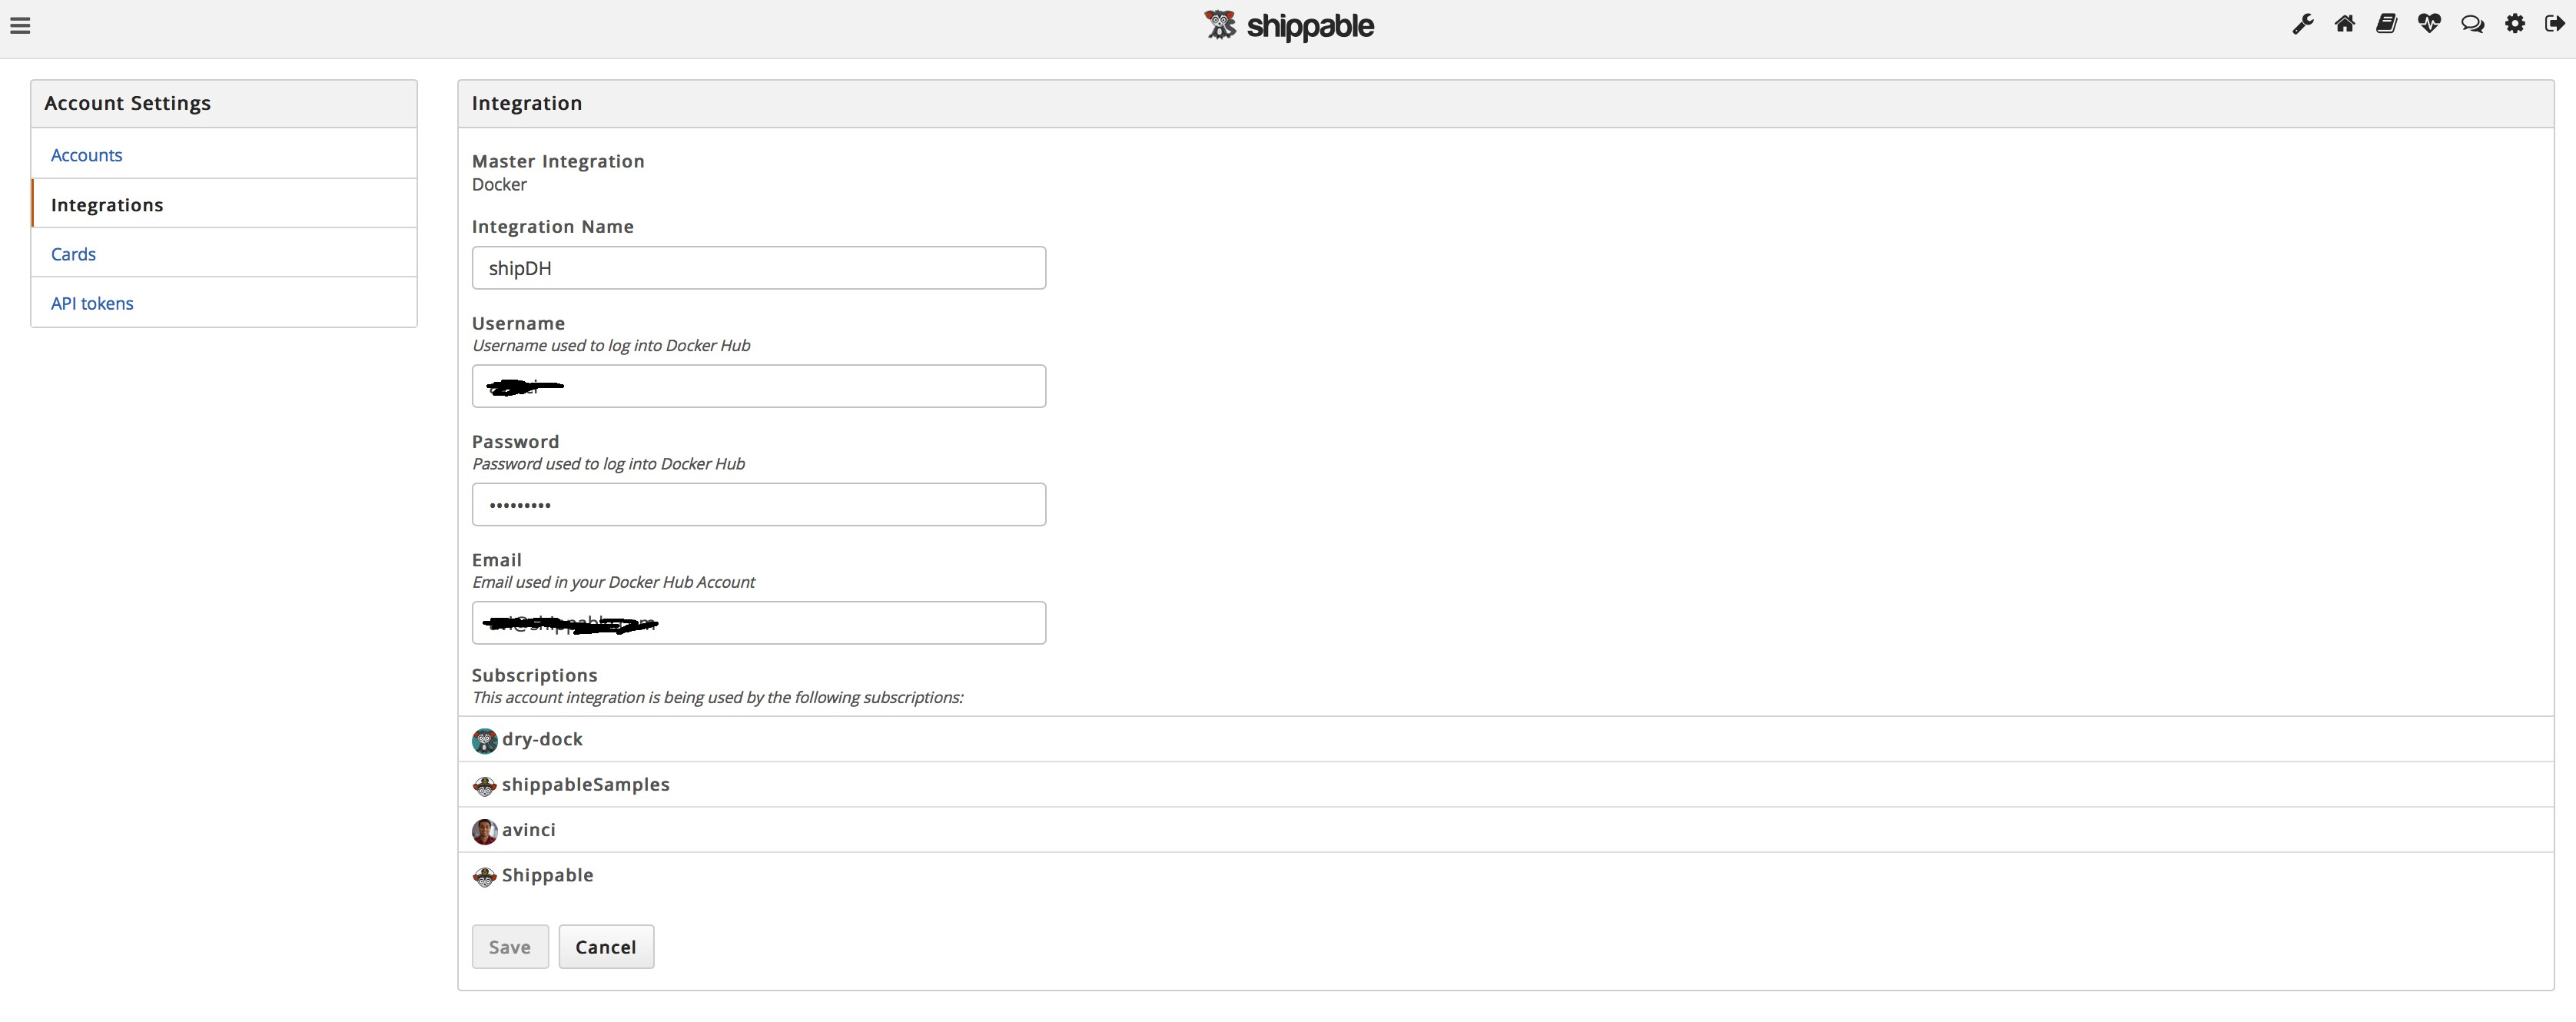 shippable
Account Settings
Accounts
Integrations
Cards
API tokens
Integration
Master Integration
Docker
Integration Name
shipDH
Username
Username used to log into Docker Hub
Password
Password used to log into Docker Hub
•••••••••
Email
Email used in your Docker Hub Account
Subscriptions
This account integration is being used by the following subscriptions:
dry-dock
shippableSamples
avinci
Shippable
Save
Cancel